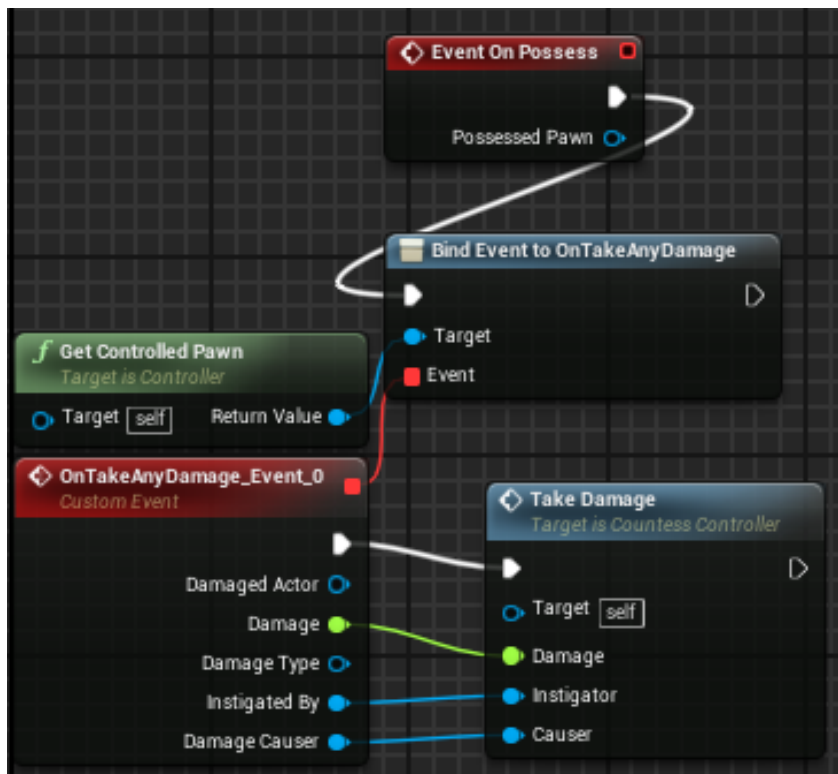 Event On Possess
Possessed Pawn
Bind Event to OnTakeAnyDamage
Target
Event
f Get Controlled Pawn
Target is Controller
Target self Return Value
OnTakeAnyDamage_Event_0
Custom Event
Damaged Actor
Damage
Damage Type
Instigated By
Damage Causer
Take Damage
Target is Countess Controller
Target self
Damage
Instigator
Causer